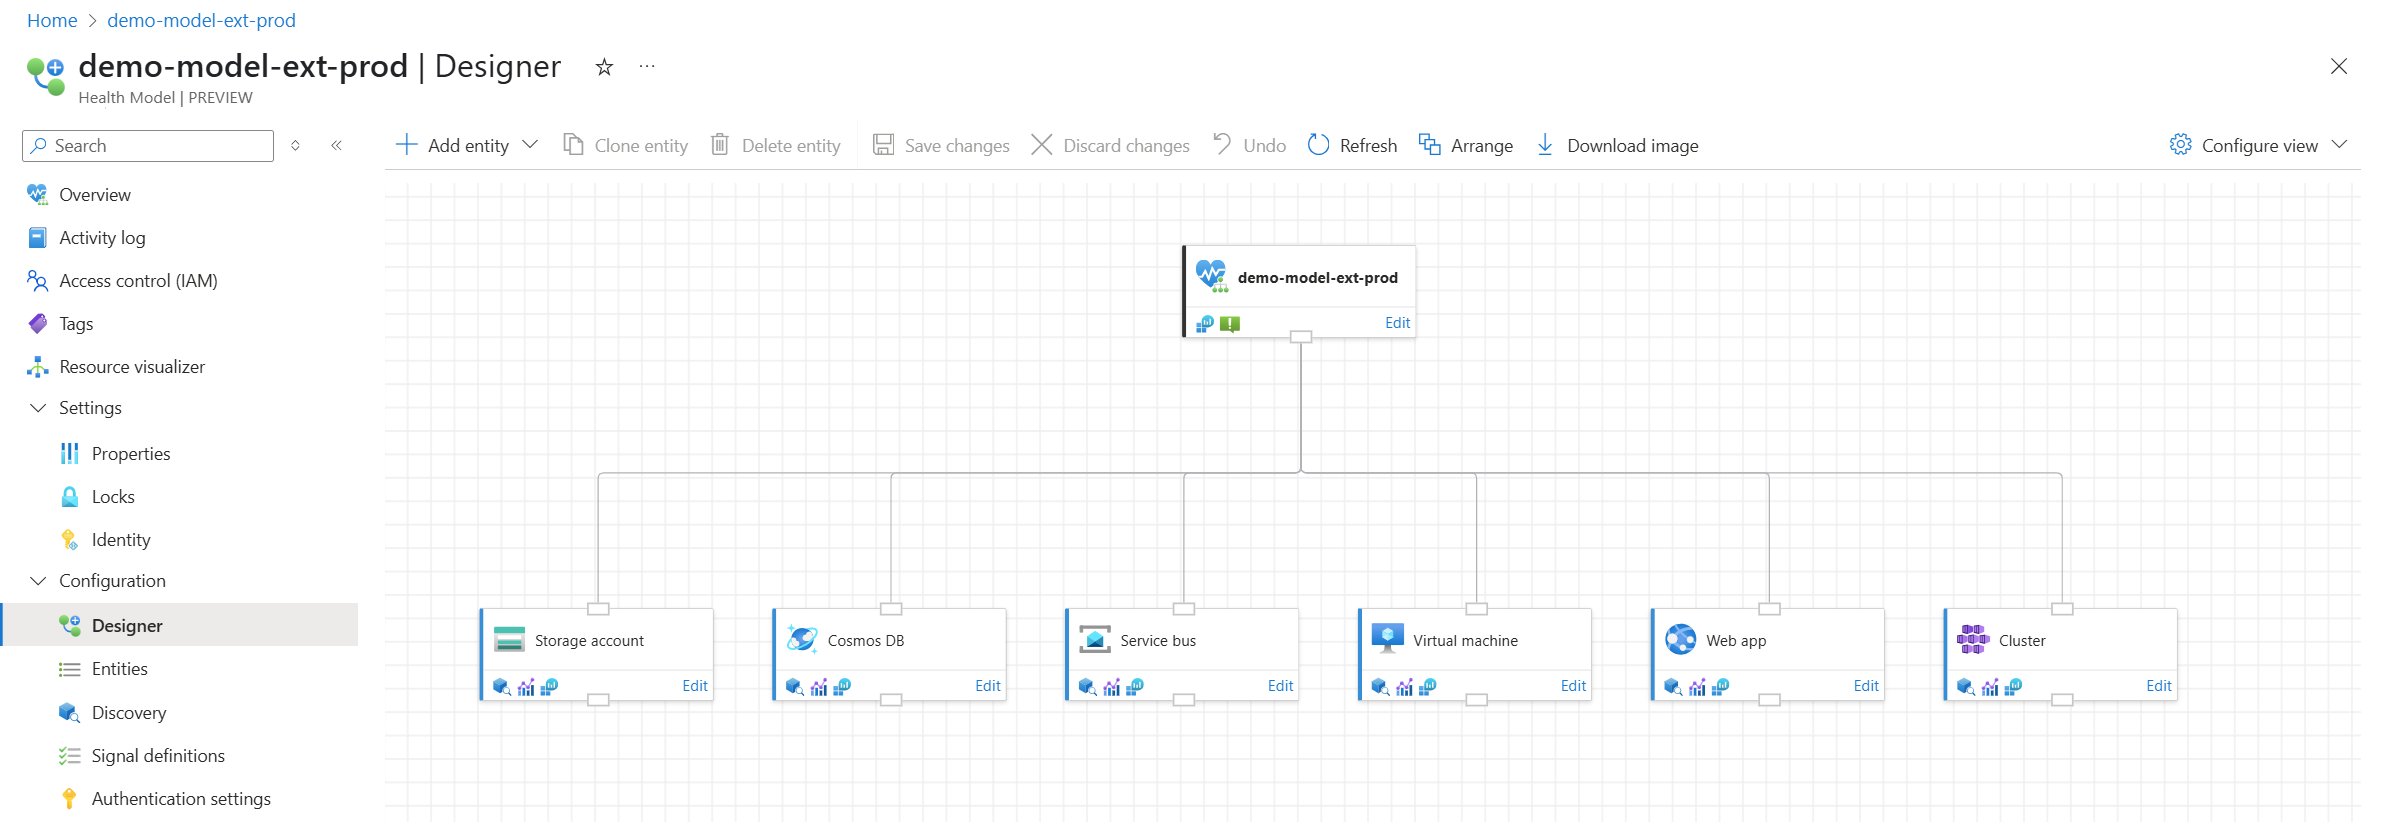 Home > demo-model-ext-prod
demo-model-ext-prod | Designer
Health Model | PREVIEW
Search
Add entity
Clone entity
Delete entity
Save changes
Discard changes
Undo
Refresh
Arrange
Download image
Configure view
Overview
Activity log
Access control (IAM)
Tags
Resource visualizer
Settings
Properties
Locks
Identity
Configuration
Designer
Entities
Discovery
Signal definitions
Authentication settings
demo-model-ext-prod
Edit
Storage account
Edit
Cosmos DB
Edit
Service bus
Edit
Virtual machine
Edit
Web app
Edit
Cluster
Edit